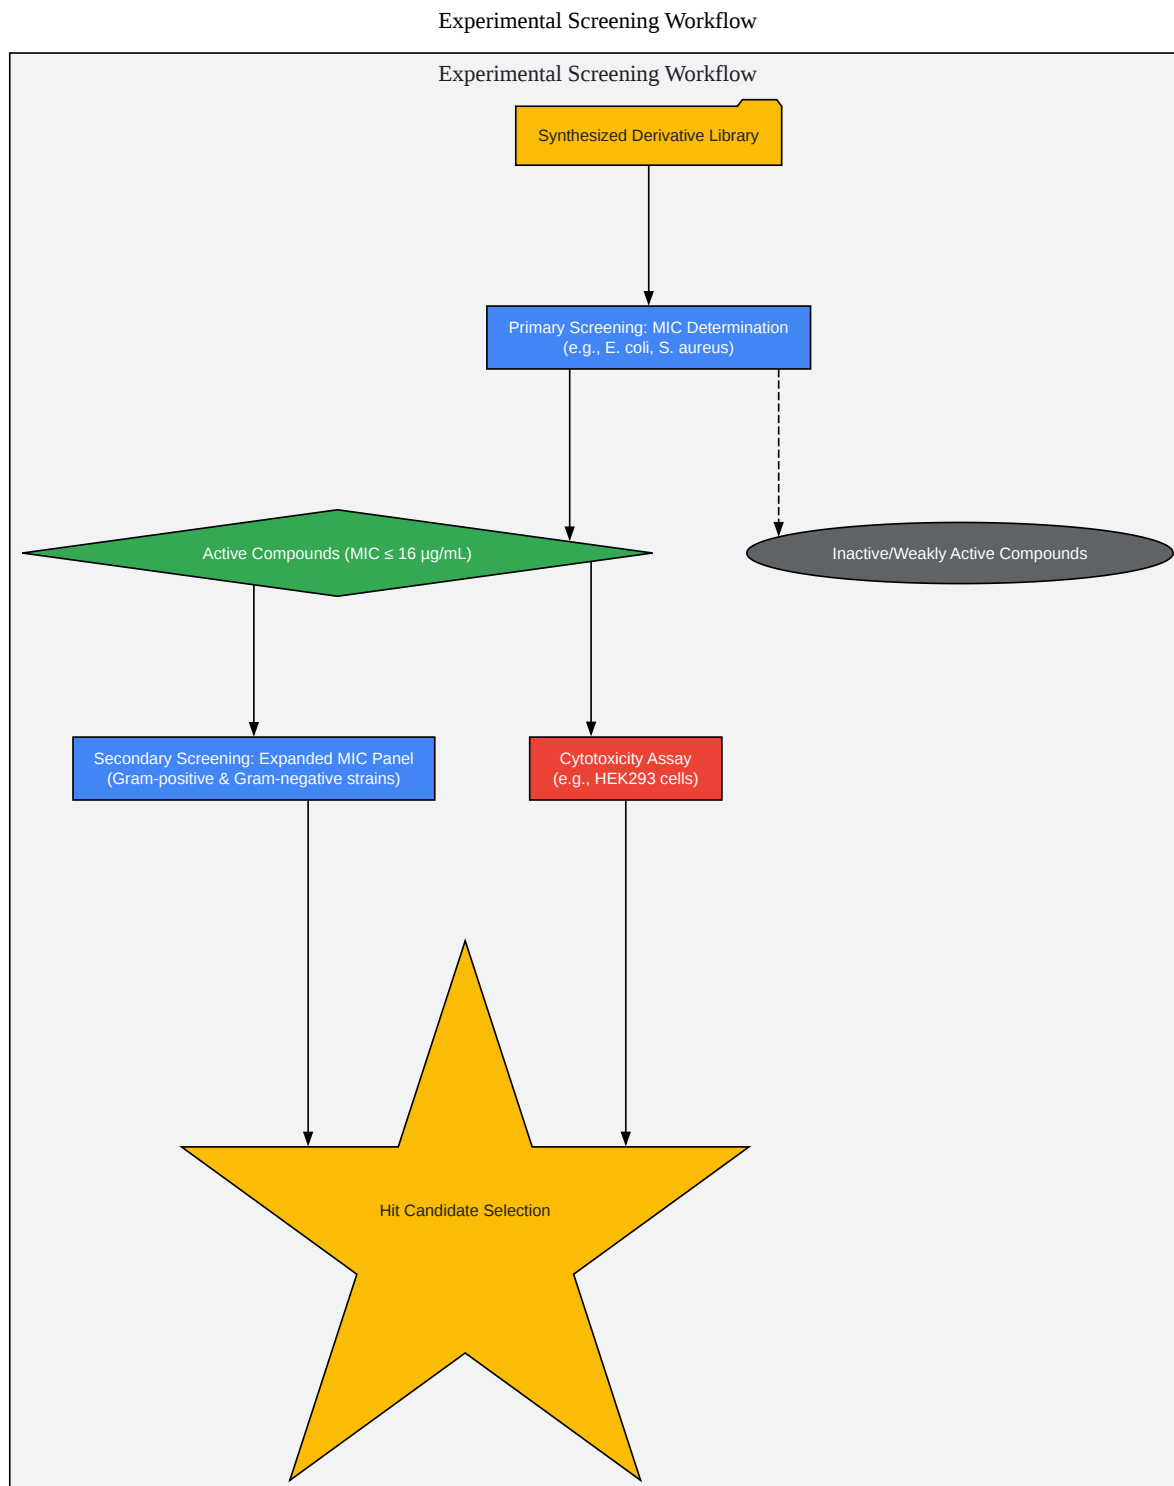 Experimental Screening Workflow
Experimental Screening Workflow
Synthesized Derivative Library
Primary Screening: MIC Determination
(e.g., E. coli, S. aureus)
Active Compounds (MIC ≤ 16 µg/mL)
Inactive/Weakly Active Compounds
Secondary Screening: Expanded MIC Panel
(Gram-positive & Gram-negative strains)
Cytotoxicity Assay
(e.g., HEK293 cells)
Hit Candidate Selection